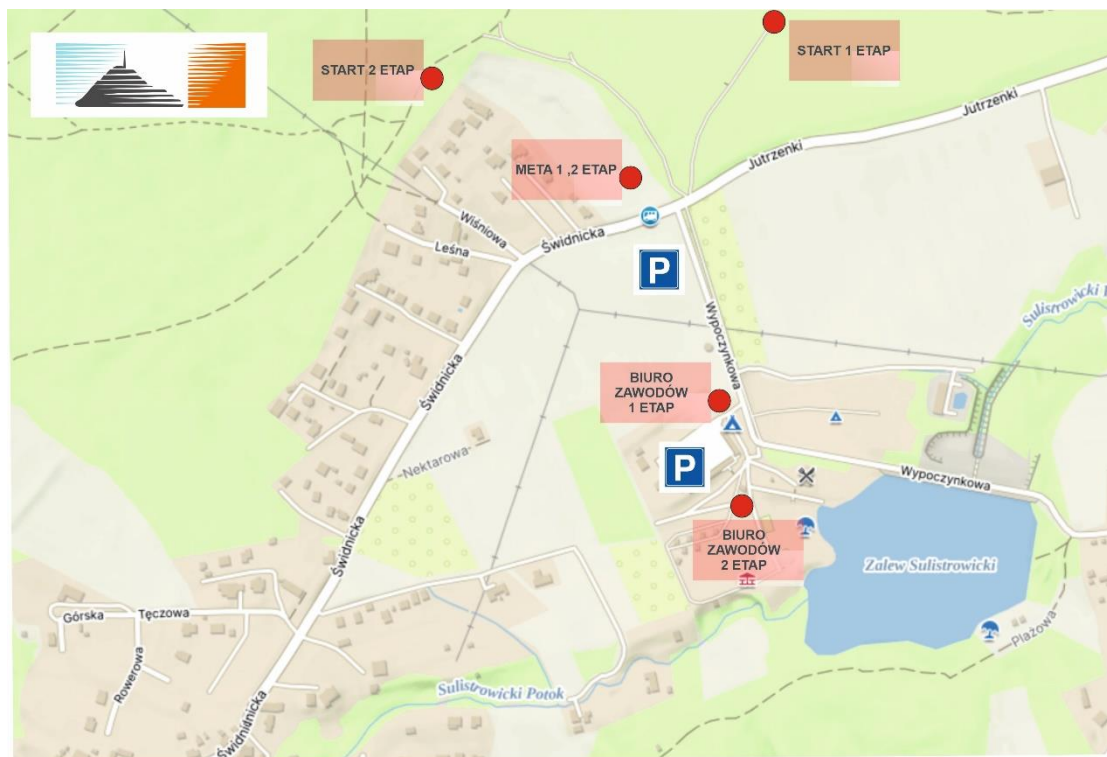 START 2 ETAP
START 1 ETAP
Jutrzenki
Jutrzenki
META 1 ,2 ETAP
Wiśniowa
Leśna
Świdnicka
P
Sulistrowicki
Wypoczynkowa
BIURO
ZAWODÓW
1 ETAP
Świdnicka
Nektarowa
P
Wypoczynkowa
BIURO
ZAWODÓW
2 ETAP
Świdnicka
Zalew Sulistrowicki
Górska
Tęczowa
Plażowa
Rowerowa
Sulistrowicki Potok